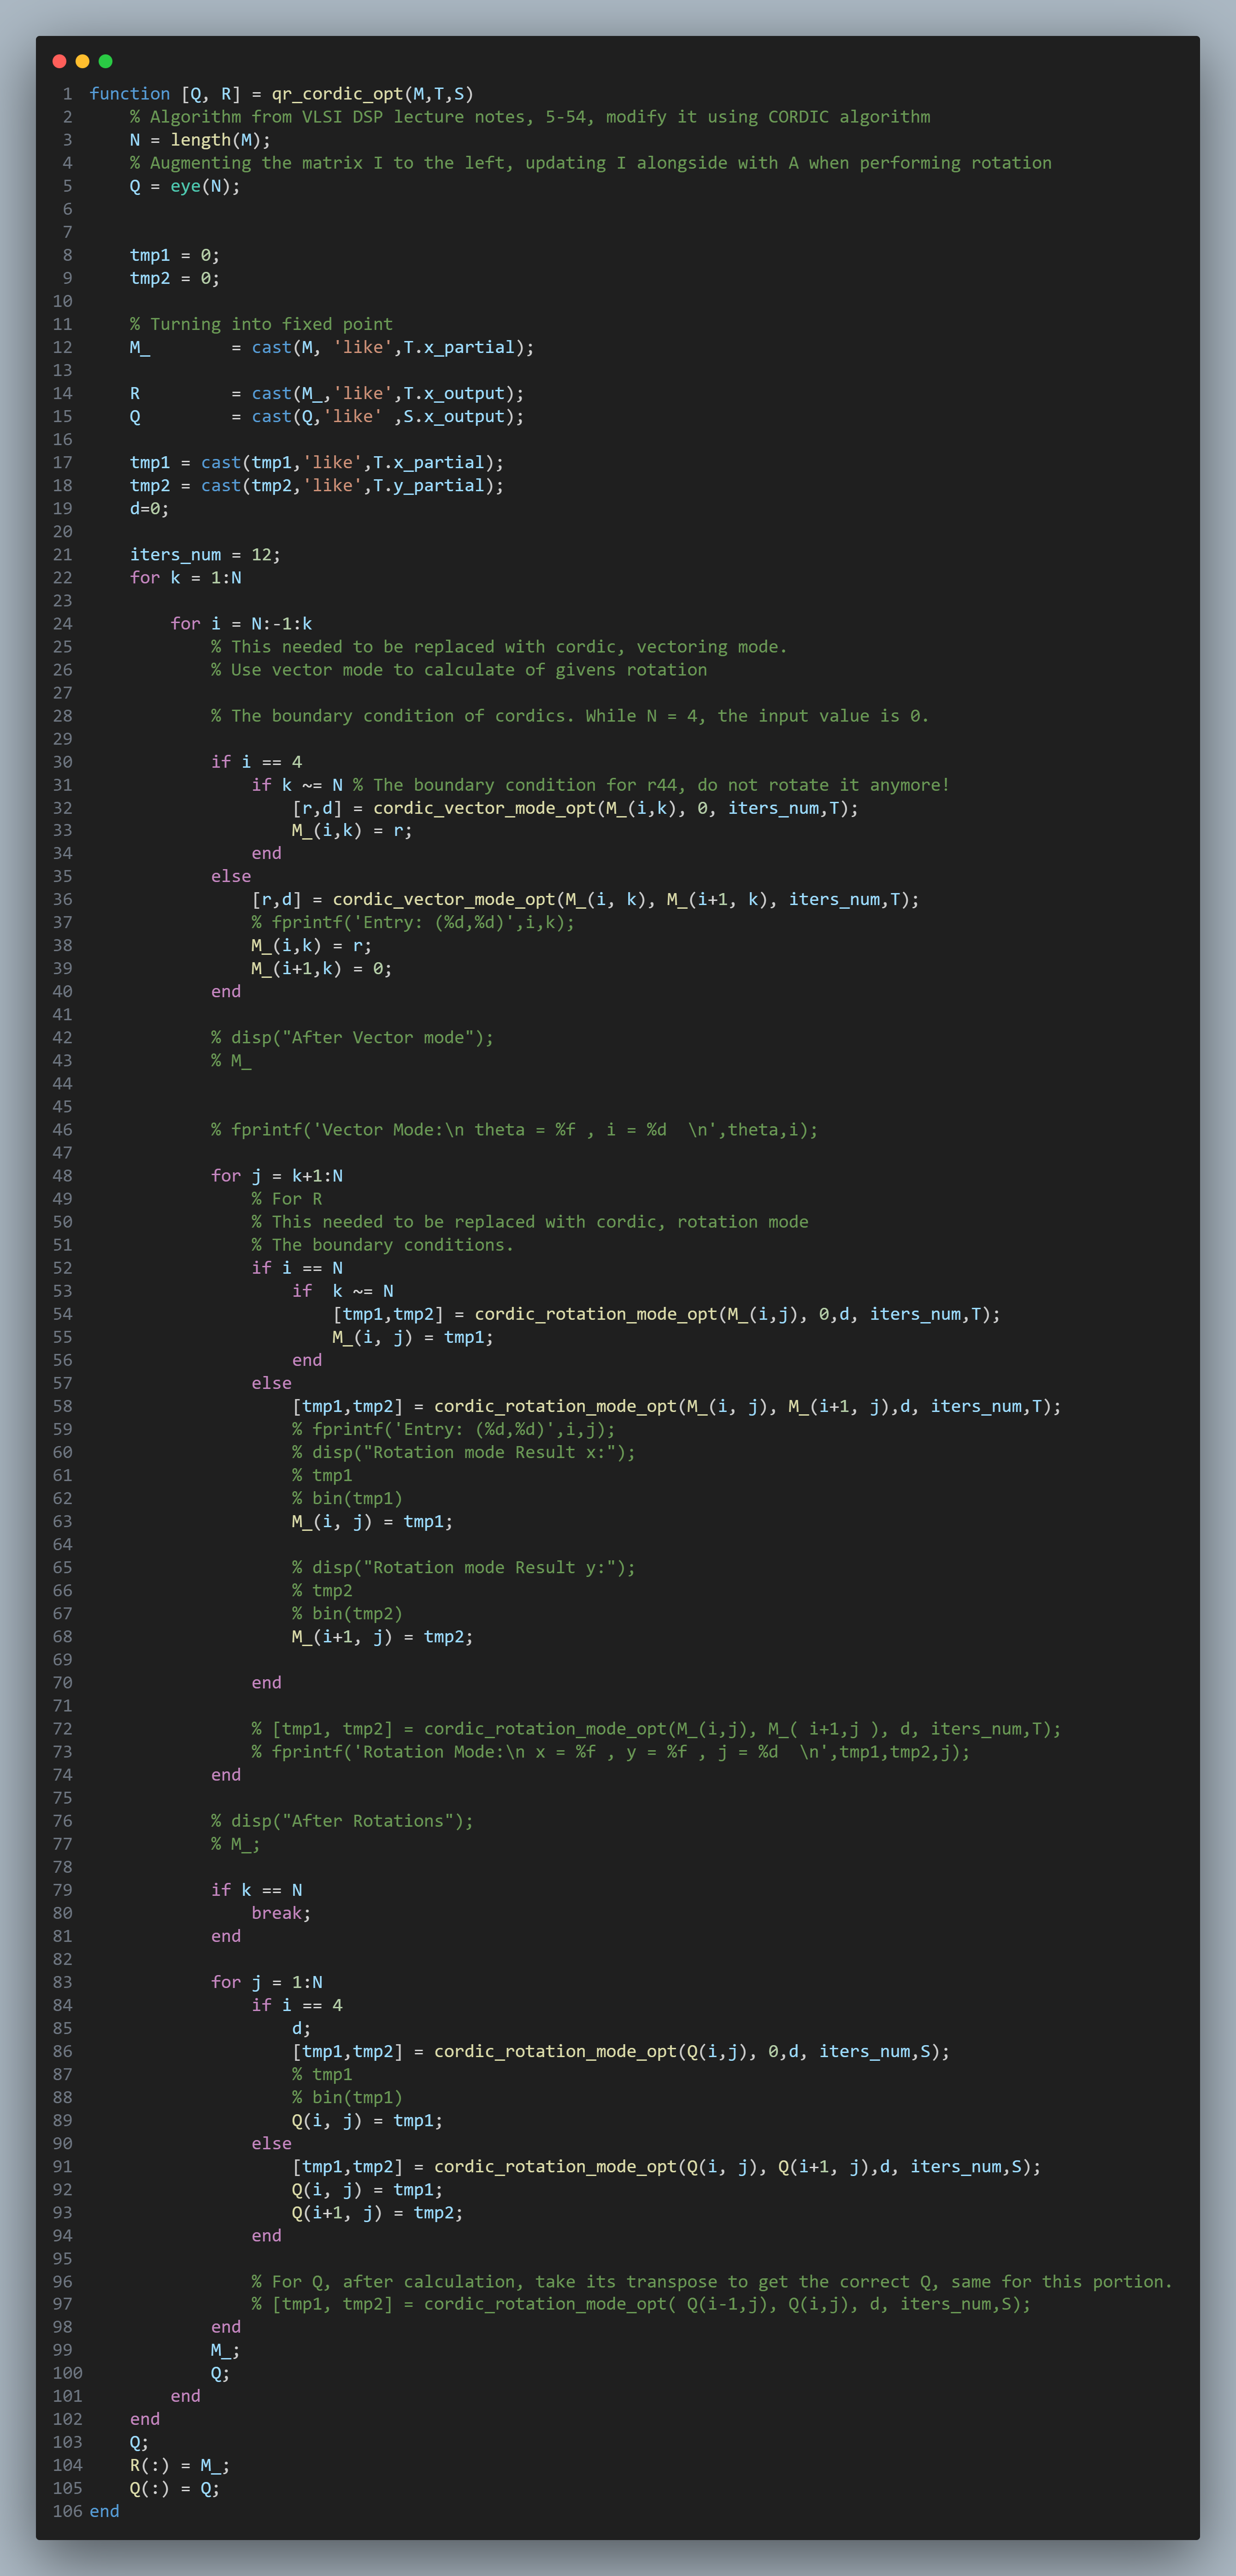 1 function [Q, R] = qr_cordic_opt(M,T,S)
2     % Algorithm from VLSI DSP lecture notes, 5-54, modify it using CORDIC algorithm
3     N = length(M);
4     % Augmenting the matrix I to the left, updating I alongside with A when performing rotation
5     Q = eye(N);
6
7
8     tmp1 = 0;
9     tmp2 = 0;
10
11     % Turning into fixed point
12     M_        = cast(M, 'like',T.x_partial);
13
14     R         = cast(M_,'like',T.x_output);
15     Q         = cast(Q,'like' ,S.x_output);
16
17     tmp1 = cast(tmp1,'like',T.x_partial);
18     tmp2 = cast(tmp2,'like',T.y_partial);
19     d=0;
20
21     iters_num = 12;
22     for k = 1:N
23
24         for i = N:-1:k
25             % This needed to be replaced with cordic, vectoring mode.
26             % Use vector mode to calculate of givens rotation
27
28             % The boundary condition of cordics. While N = 4, the input value is 0.
29
30             if i == 4
31                 if k ~= N % The boundary condition for r44, do not rotate it anymore!
32                     [r,d] = cordic_vector_mode_opt(M_(i,k), 0, iters_num,T);
33                     M_(i,k) = r;
34                 end
35             else
36                 [r,d] = cordic_vector_mode_opt(M_(i, k), M_(i+1, k), iters_num,T);
37                 % fprintf('Entry: (%d,%d)',i,k);
38                 M_(i,k) = r;
39                 M_(i+1,k) = 0;
40             end
41
42             % disp("After Vector mode");
43             % M_
44
45
46             % fprintf('Vector Mode:\n theta = %f , i = %d  \n',theta,i);
47
48             for j = k+1:N
49                 % For R
50                 % This needed to be replaced with cordic, rotation mode
51                 % The boundary conditions.
52                 if i == N
53                     if  k ~= N
54                         [tmp1,tmp2] = cordic_rotation_mode_opt(M_(i,j), 0,d, iters_num,T);
55                         M_(i, j) = tmp1;
56                     end
57                 else
58                     [tmp1,tmp2] = cordic_rotation_mode_opt(M_(i, j), M_(i+1, j),d, iters_num,T);
59                     % fprintf('Entry: (%d,%d)',i,j);
60                     % disp("Rotation mode Result x:");
61                     % tmp1
62                     % bin(tmp1)
63                     M_(i, j) = tmp1;
64
65                     % disp("Rotation mode Result y:");
66                     % tmp2
67                     % bin(tmp2)
68                     M_(i+1, j) = tmp2;
69
70                 end
71
72                 % [tmp1, tmp2] = cordic_rotation_mode_opt(M_(i,j), M_( i+1,j ), d, iters_num,T);
73                 % fprintf('Rotation Mode:\n x = %f , y = %f , j = %d  \n',tmp1,tmp2,j);
74             end
75
76             % disp("After Rotations");
77             % M_;
78
79             if k == N
80                 break;
81             end
82
83             for j = 1:N
84                 if i == 4
85                     d;
86                     [tmp1,tmp2] = cordic_rotation_mode_opt(Q(i,j), 0,d, iters_num,S);
87                     % tmp1
88                     % bin(tmp1)
89                     Q(i, j) = tmp1;
90                 else
91                     [tmp1,tmp2] = cordic_rotation_mode_opt(Q(i, j), Q(i+1, j),d, iters_num,S);
92                     Q(i, j) = tmp1;
93                     Q(i+1, j) = tmp2;
94                 end
95
96                 % For Q, after calculation, take its transpose to get the correct Q, same for this portion.
97                 % [tmp1, tmp2] = cordic_rotation_mode_opt( Q(i-1,j), Q(i,j), d, iters_num,S);
98             end
99             M_;
100             Q;
101         end
102     end
103     Q;
104     R(:) = M_;
105     Q(:) = Q;
106 end